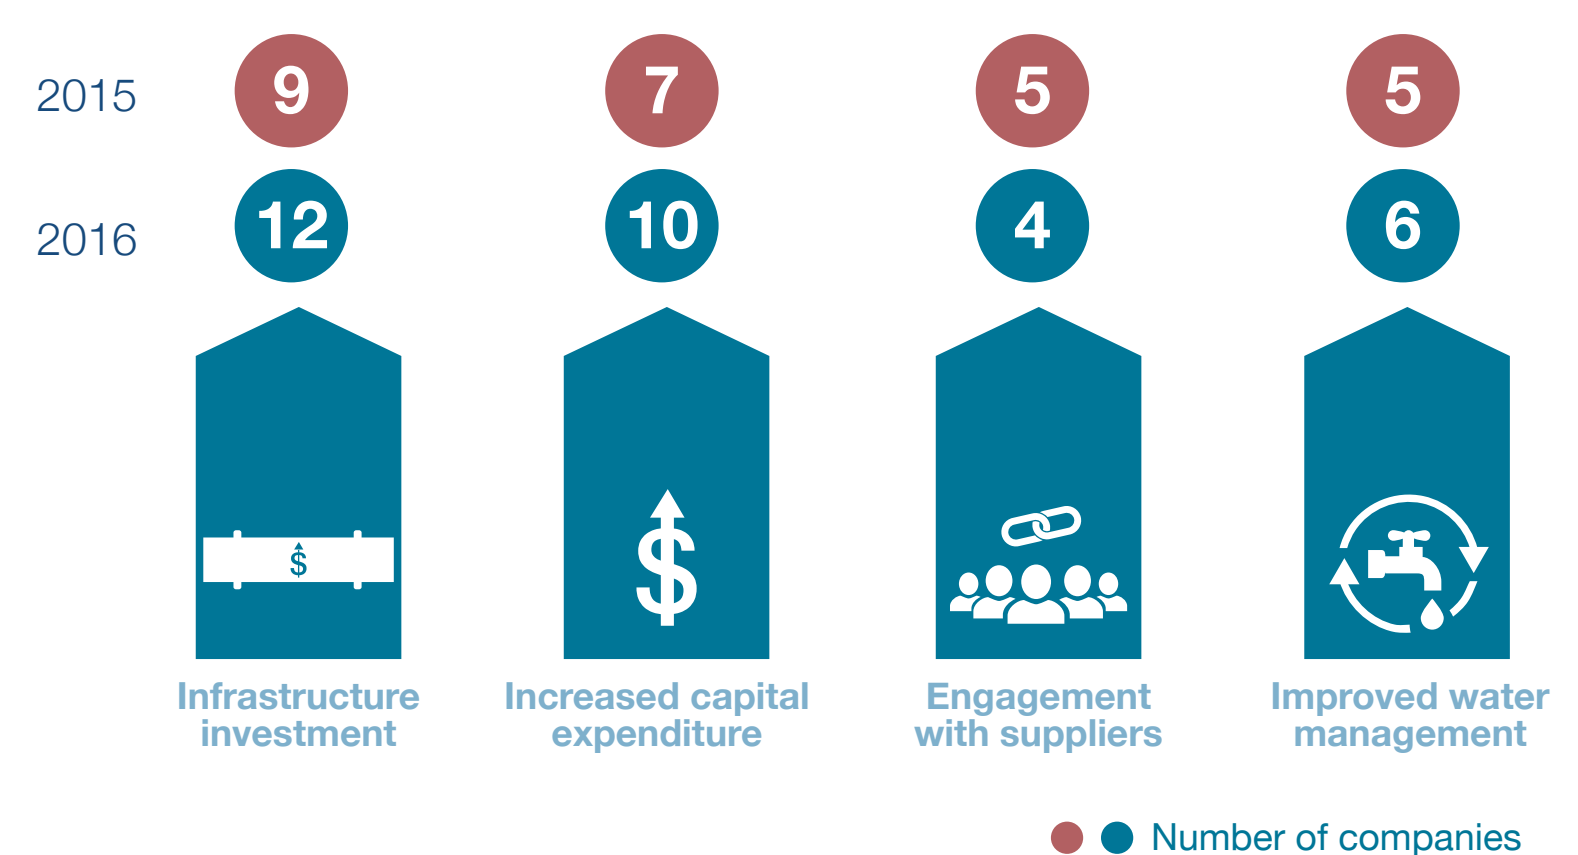 2015 9 7 5 5
2016 12 10 4 6
$ $
Infrastructure investment
Increased capital expenditure
Engagement with suppliers
Improved water management
Number of companies